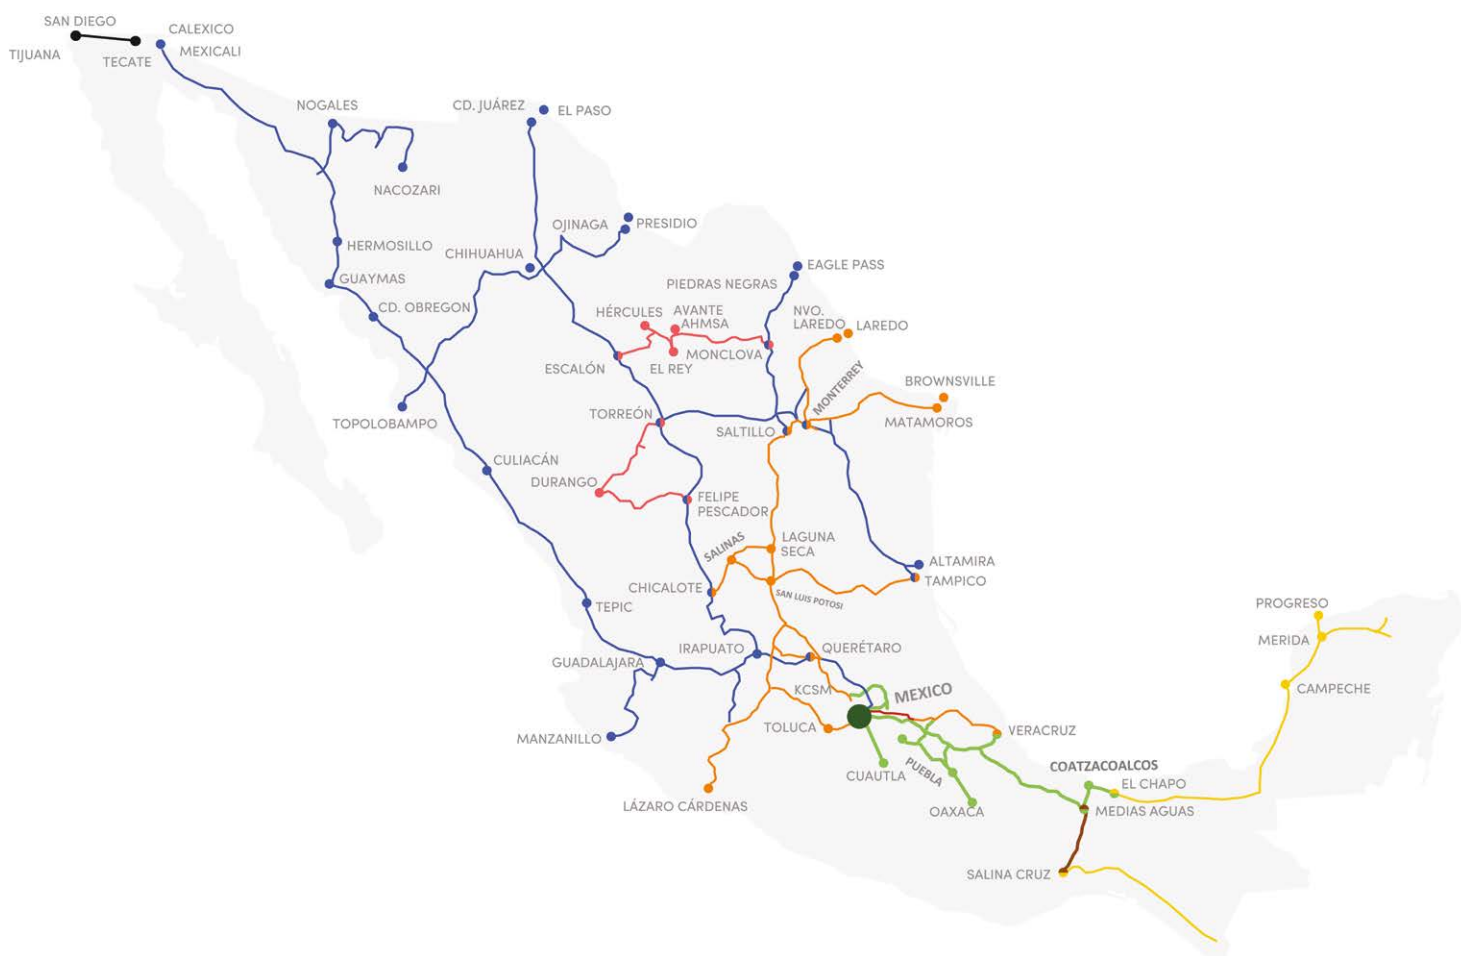 SAN DIEGO
CALEXICO
TIJUANA
TECATE
MEXICALI
NOGALES
CD. JUÁREZ
EL PASO
NACOZARI
OJINAGA
PRESIDIO
HERMOSILLO
CHIHUAHUA
EAGLE PASS
GUAYMAS
PIEDRAS NEGRAS
CD. OBREGON
HÉRCULES
AVANTE
AHMSA
NVO.
LAREDO
LAREDO
MONCLOVA
ESCALÓN
EL REY
MONTERREY
BROWNSVILLE
TORREÓN
TOPOLOBAMPO
SALTILLO
MATAMOROS
CULIACÁN
DURANGO
FELIPE
PESCADOR
SALINAS
LAGUNA
SECA
ALTAMIRA
TAMPICO
CHICALOTE
SAN LUIS POTOSI
TEPIC
PROGRESO
MERIDA
IRAPUATO
QUERÉTARO
GUADALAJARA
KCSM
MEXICO
CAMPECHE
MANZANILLO
TOLUCA
VERACRUZ
CUAUTLA
PUEBLA
COATZACOALCOS
EL CHAPO
LÁZARO CÁRDENAS
OAXACA
MEDIAS AGUAS
SALINA CRUZ